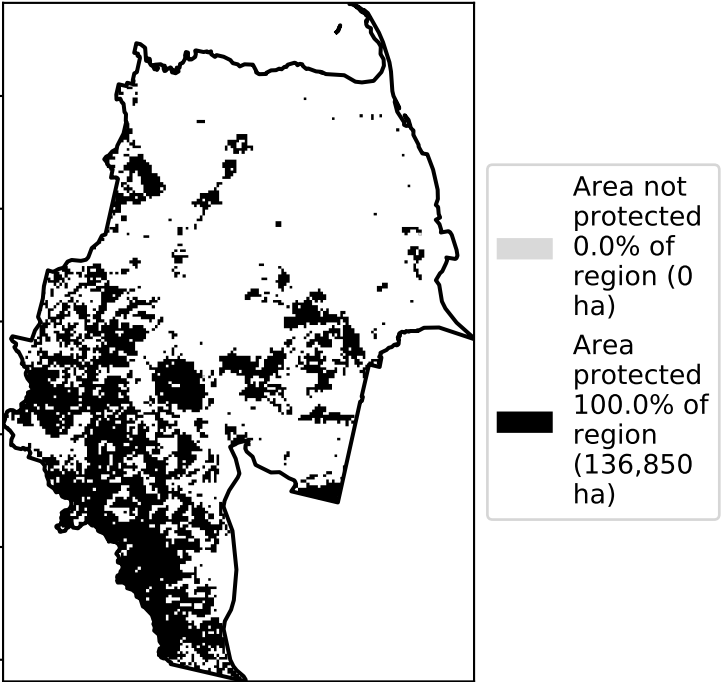 Area not
protected
0.0% of
region (0
ha)
Area
protected
100.0% of
region
(136,850
ha)